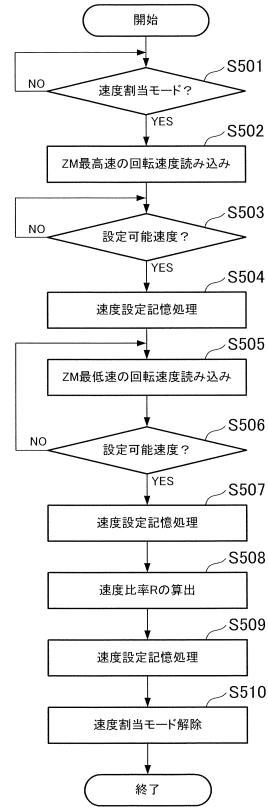 開始
S501
速度割当モード？
NO
YES
S502
ZM最高速の回転速度読み込み
S503
設定可能速度？
NO
YES
S504
速度設定記憶処理
S505
ZM最低速の回転速度読み込み
S506
設定可能速度？
NO
YES
S507
速度設定記憶処理
S508
速度比率Rの算出
S509
速度設定記憶処理
S510
速度割当モード解除
終了